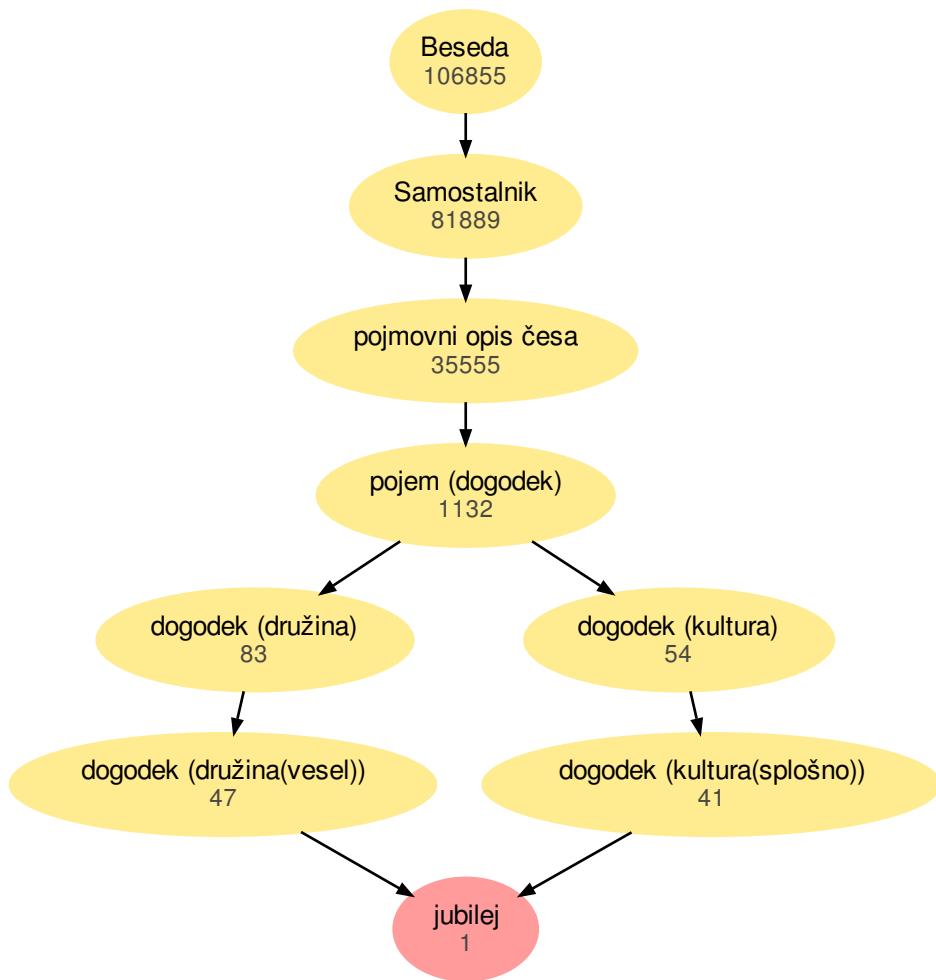 Beseda
106855
Samostalnik
81889
pojmovni opis česa
35555
pojem (dogodek)
1132
dogodek (družina)
83
dogodek (kultura)
54
dogodek (družina(vesel))
47
dogodek (kultura(splošno))
41
jubilej
1